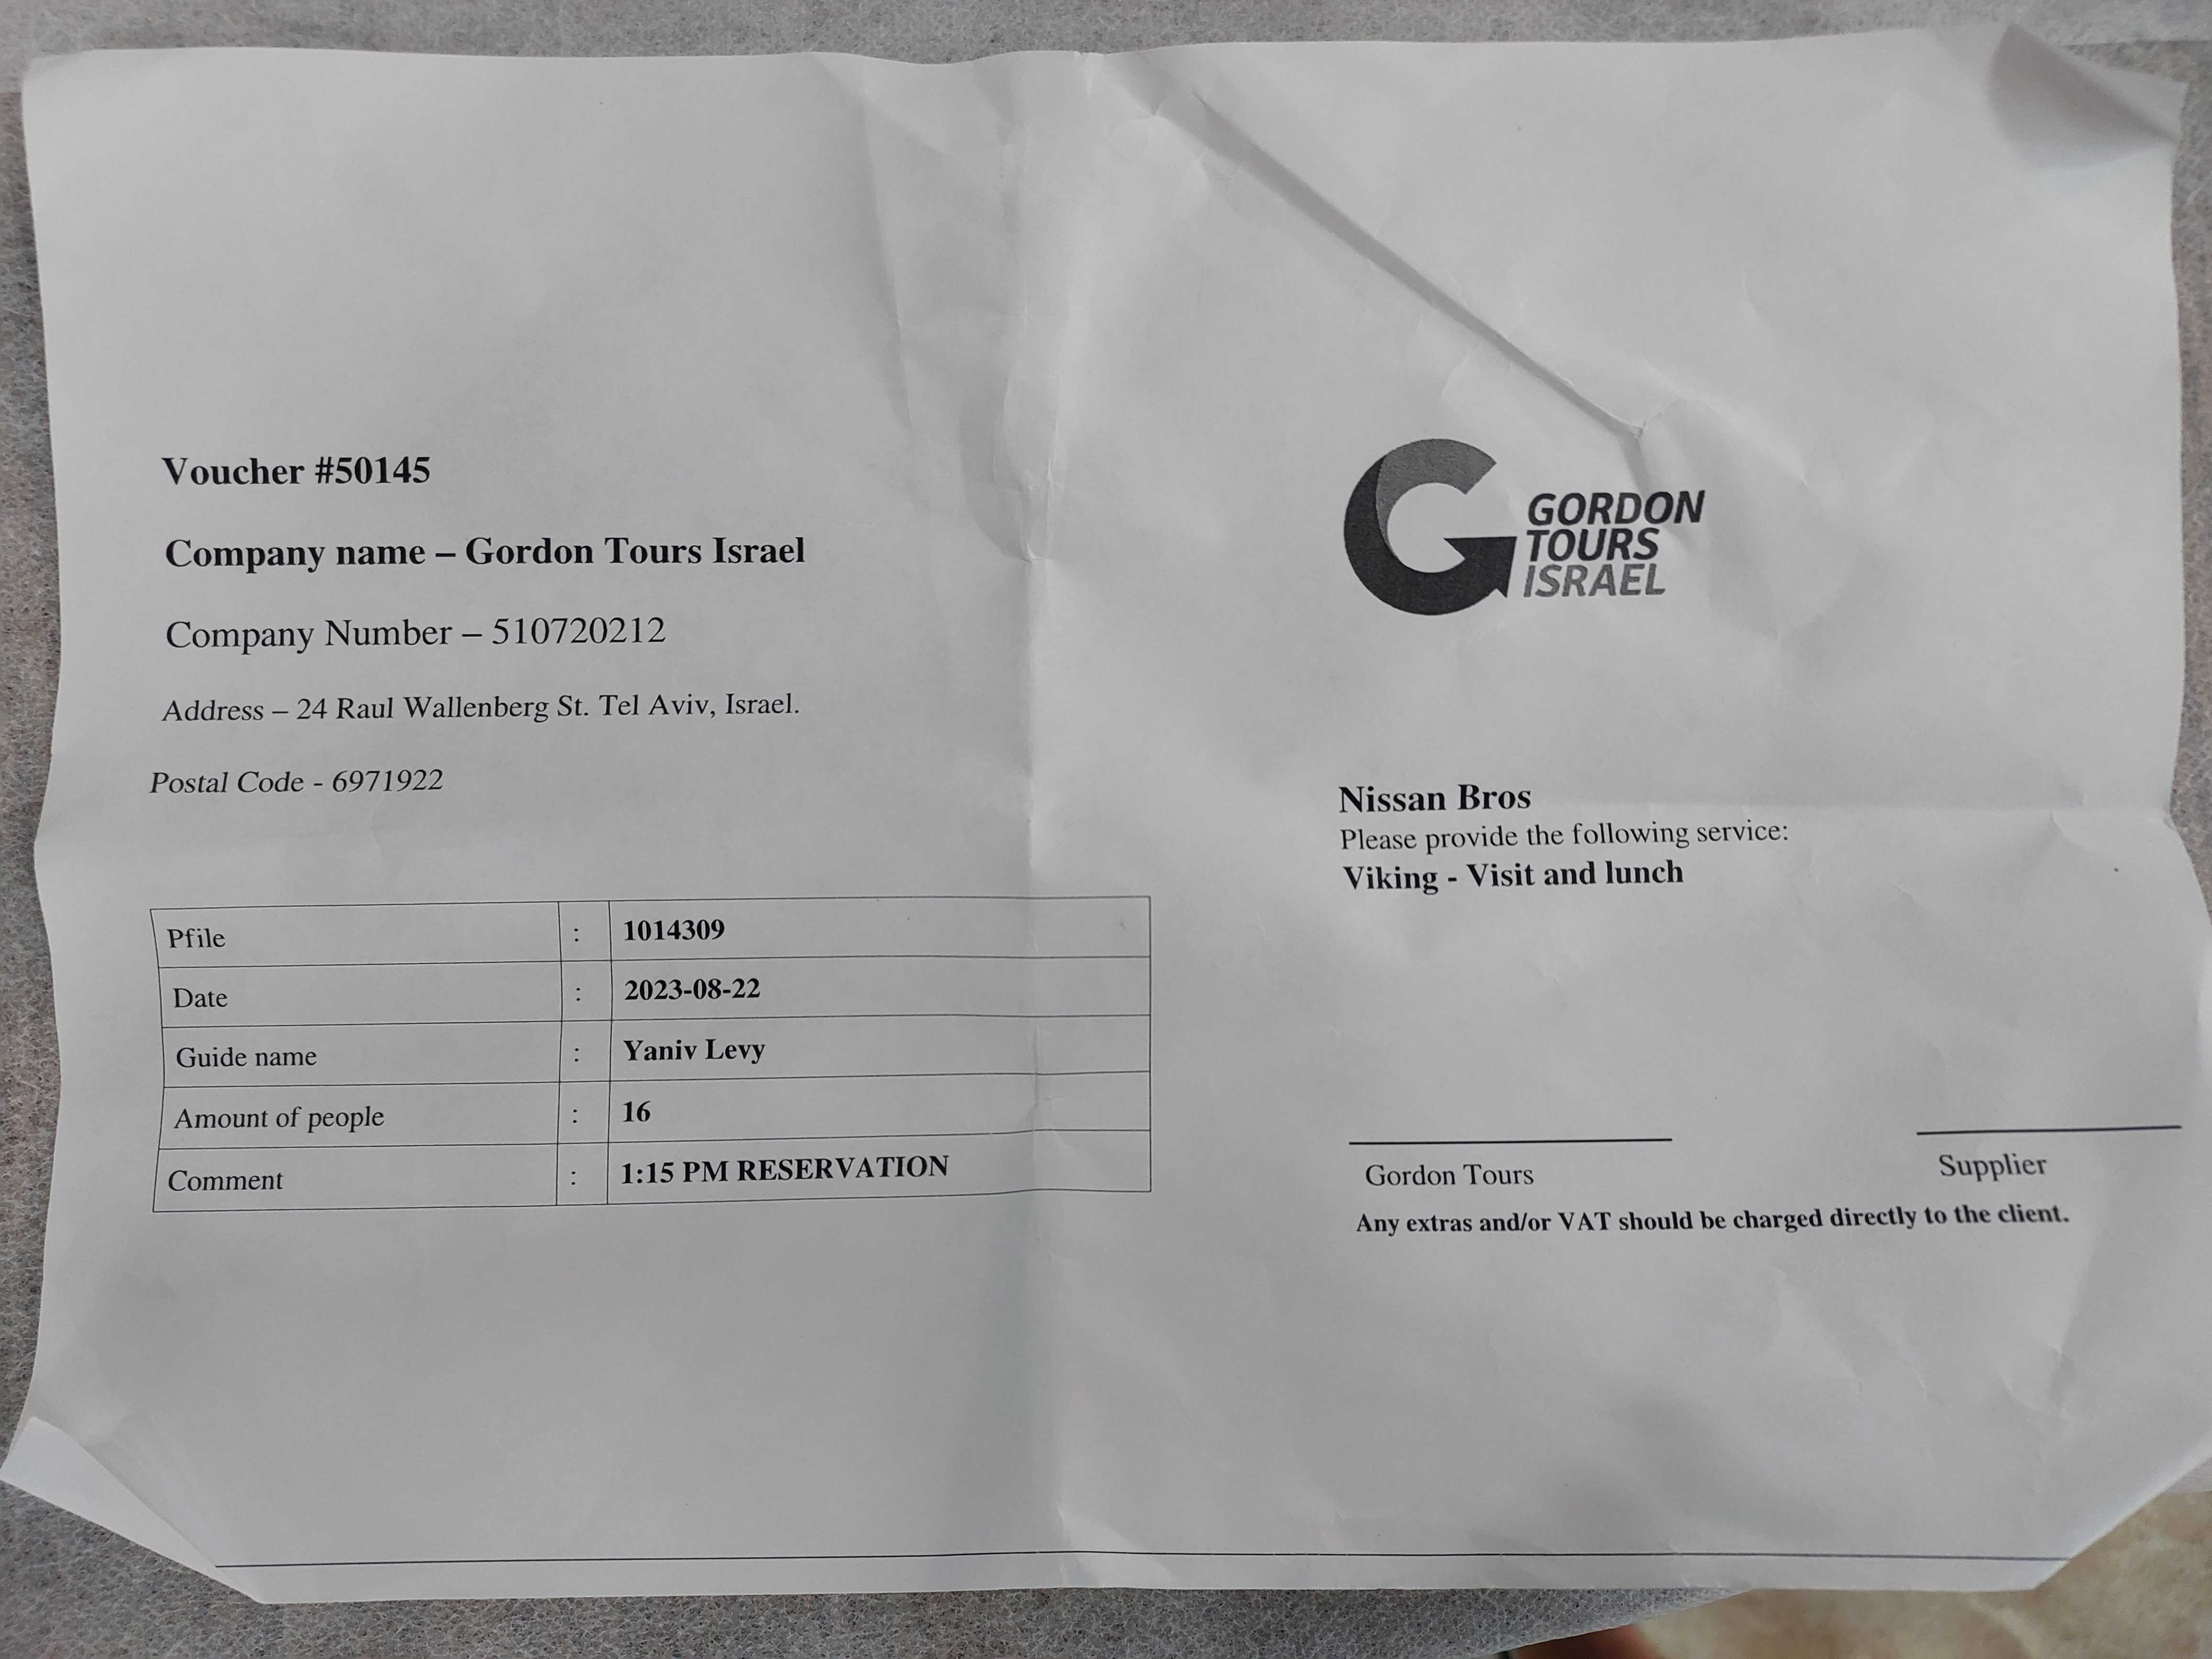 Voucher #50145
Company name – Gordon Tours Israel
Company Number – 510720212
Address – 24 Raul Wallenberg St. Tel Aviv, Israel.
Postal Code - 6971922
Pfile : 1014309
Date : 2023-08-22
Guide name : Yaniv Levy
Amount of people : 16
Comment : 1:15 PM RESERVATION
GORDON
TOURS
ISRAEL
Nissan Bros
Please provide the following service:
Viking - Visit and lunch
Gordon Tours
Supplier
Any extras and/or VAT should be charged directly to the client.